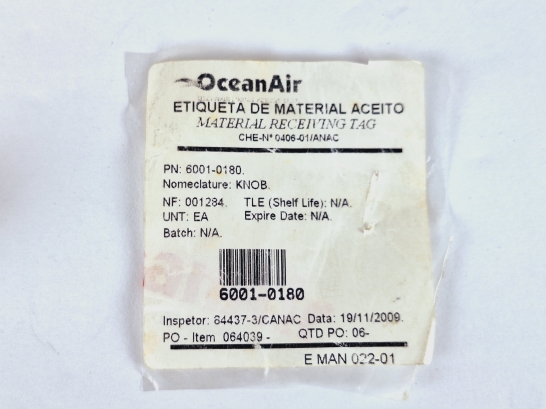 OceanAir
ETIQUETA DE MATERIAL ACEITO
MATERIAL RECEIVING TAG
CHE-Nº 0406-01/ANAC
PN: 6001-0180.
Nomenclature: KNOB.
NF: 001284. TLE (Shelf Life): N/A.
UNT: EA Expire Date: N/A.
Batch: N/A.
6001-0180
Inspetor: 84437-3/CANAC Data: 19/11/2009.
PO - Item 064039 - QTD PO: 06-
E MAN 022-01